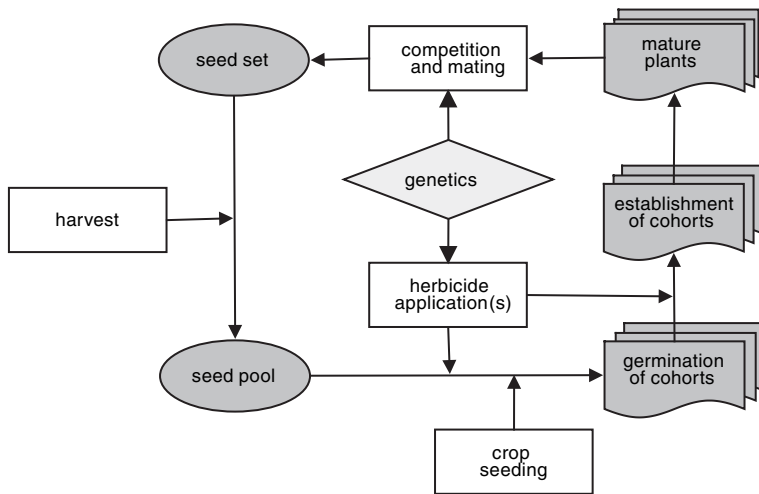 seed set
competition
and mating
mature
plants
genetics
harvest
establishment
of cohorts
herbicide
application(s)
seed pool
germination
of cohorts
crop
seeding